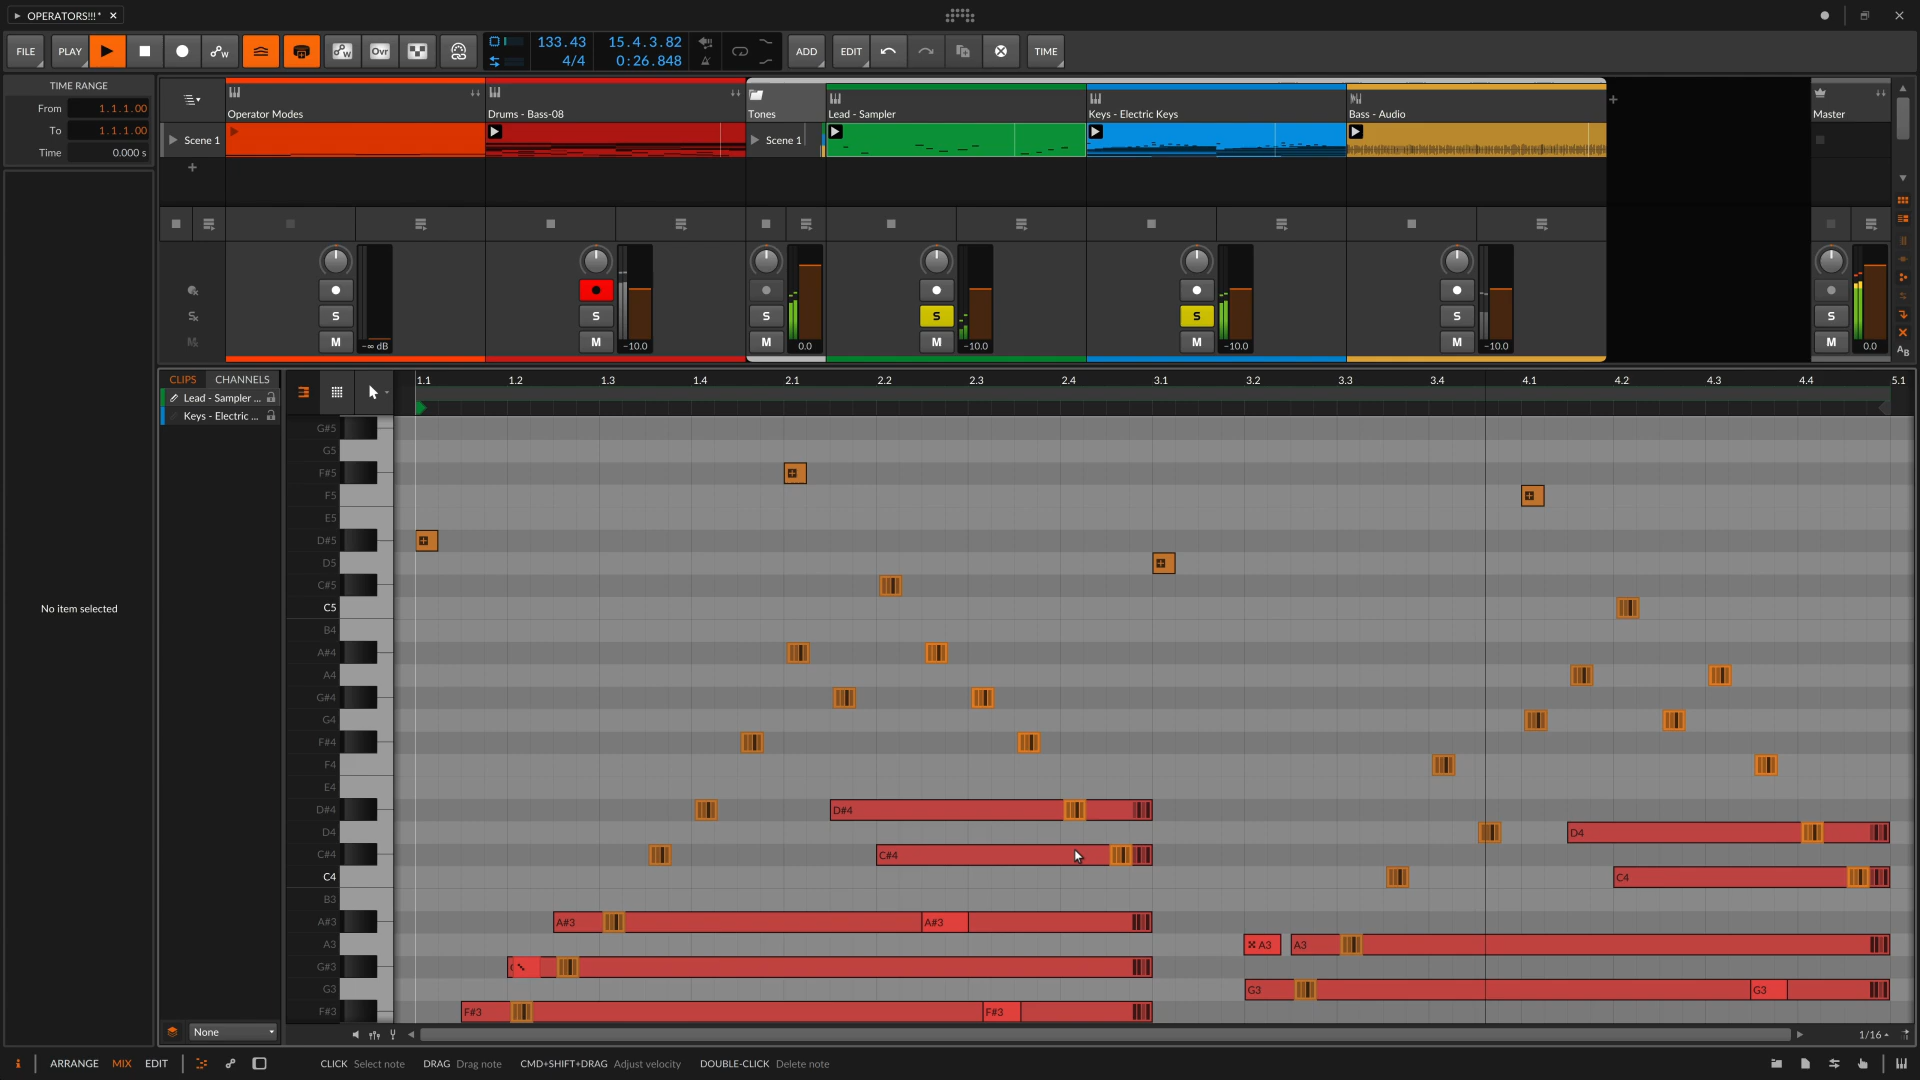 OPERATORS!!!*
FILE
PLAY
Ovr
133.43
4/4
15.4.3.82
0:26.848
ADD
EDIT
TIME
TIME RANGE
From 1.1.1.00
To 1.1.1.00
Time 0.000 s
No item selected
Operator Modes
Drums - Bass-08
Tones
Lead - Sampler
Keys - Electric Keys
Bass - Audio
Master
Scene 1
Scene 1
S
S
S
S
S
S
S
M
M
M
M
M
M
M
-∞ dB
-10.0
0.0
-10.0
-10.0
-10.0
0.0
AB
CLIPS
CHANNELS
Lead - Sampler ...
Keys - Electric ...
1.1 1.2 1.3 1.4 2.1 2.2 2.3 2.4 3.1 3.2 3.3 3.4 4.1 4.2 4.3 4.4 5.1
G#5
G5
F#5
F5
E5
D#5
D5
C#5
C5
B4
A#4
A4
G#4
G4
F#4
F4
E4
D#4 D#4
D4 D4
C#4 C#4
C4 C4
B3
A#3 A#3 A#3
A3 A3 A3
G#3
G3 G3 G3
F#3 F#3 F#3
None
1/16
i
ARRANGE
MIX
EDIT
CLICK Select note
DRAG Drag note
CMD+SHIFT+DRAG Adjust velocity
DOUBLE-CLICK Delete note